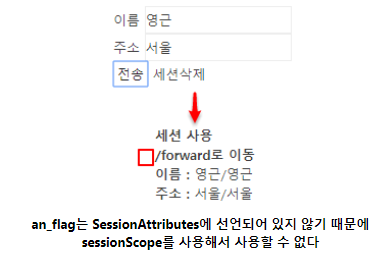 이름 영근
주소 서울
전송 세션삭제
세션 사용
/forward로 이동
이름 : 영근/영근
주소 : 서울/서울
an_flag는 SessionAttributes에 선언되어 있지 않기 때문에
sessionScope를 사용해서 사용할 수 없다